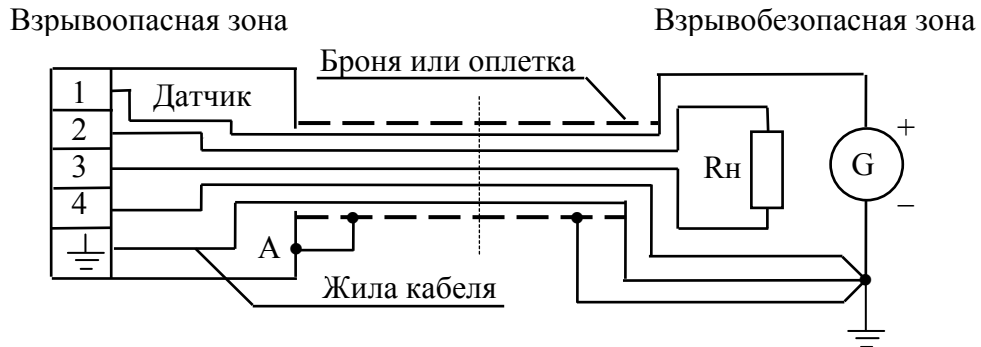 Взрывоопасная зона
Взрывобезопасная зона
Броня или оплетка
1
Датчик
2
3
4
Rн
G
+
–
А
Жила кабеля